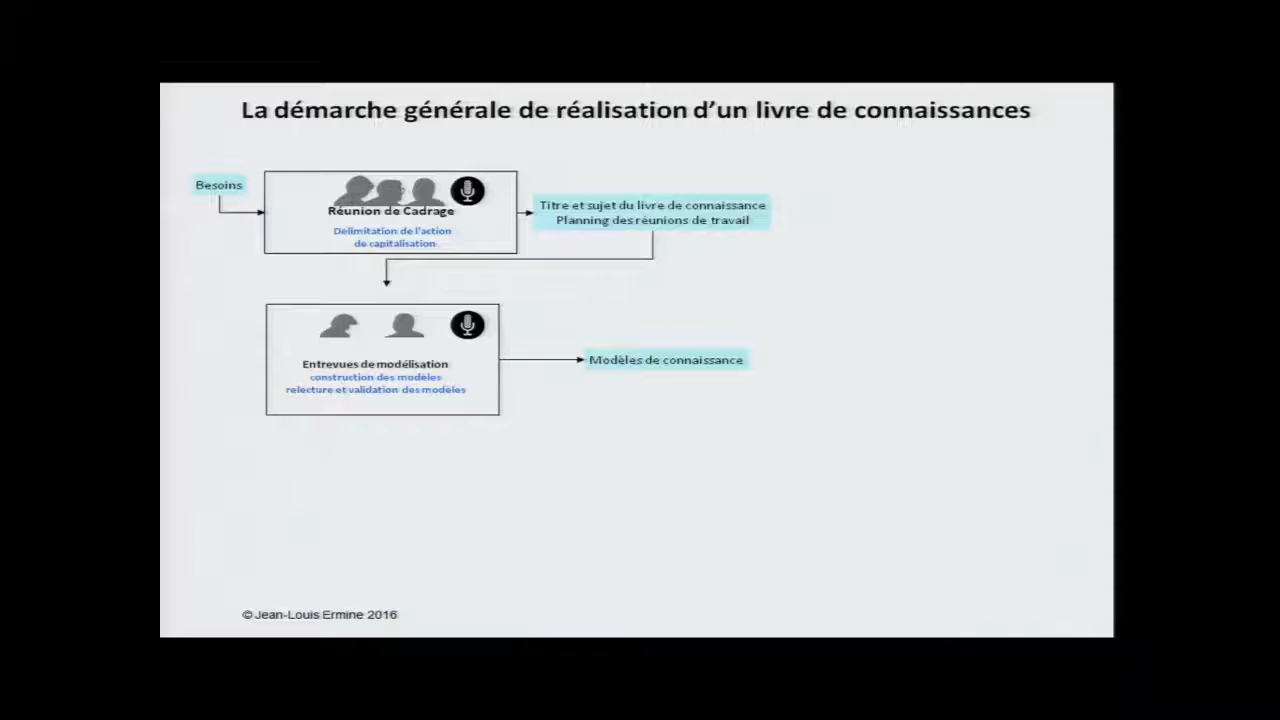 La démarche générale de réalisation d’un livre de connaissances
Besoins
Réunion de Cadrage
Délimitation de l’action
de capitalisation
Titre et sujet du livre de connaissance
Planning des réunions de travail
Entrevues de modélisation
construction des modèles
relecture et validation des modèles
Modèles de connaissance
© Jean-Louis Ermine 2016